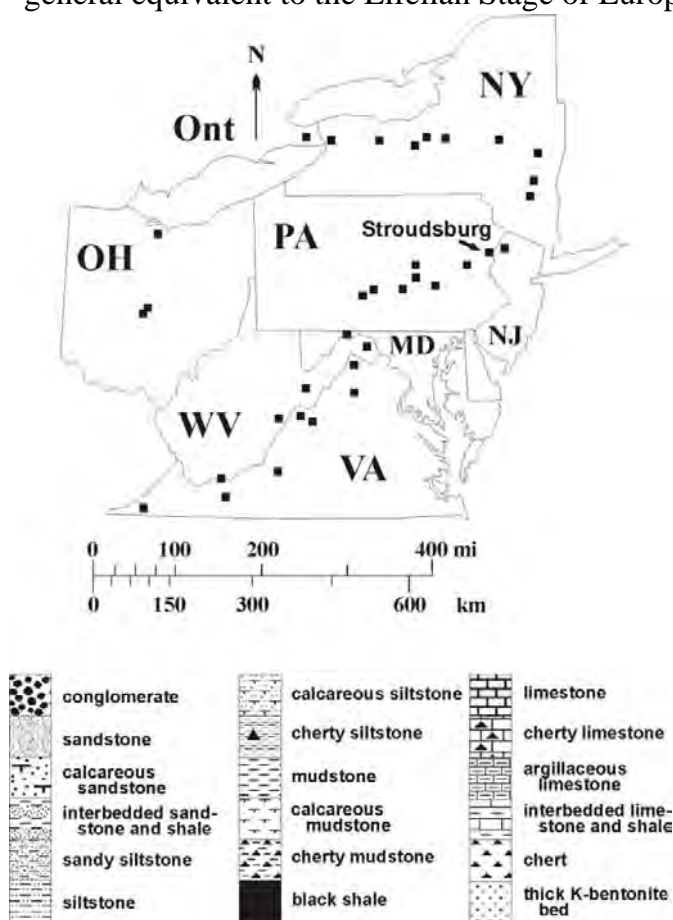 general equivalent to the Eifelian Stage of Europ
N
NY
Ont
PA
Stroudsburg
OH
MD
NJ
WV
VA
0 100 200 400 mi
0 150 300 600 km
conglomerate
sandstone
calcareous
sandstone
interbedded sand-
stone and shale
sandy siltstone
siltstone
calcareous siltstone
cherty siltstone
mudstone
calcareous
mudstone
cherty mudstone
black shale
limestone
cherty limestone
argillaceous
limestone
interbedded lime-
stone and shale
chert
thick K-bentonite
bed